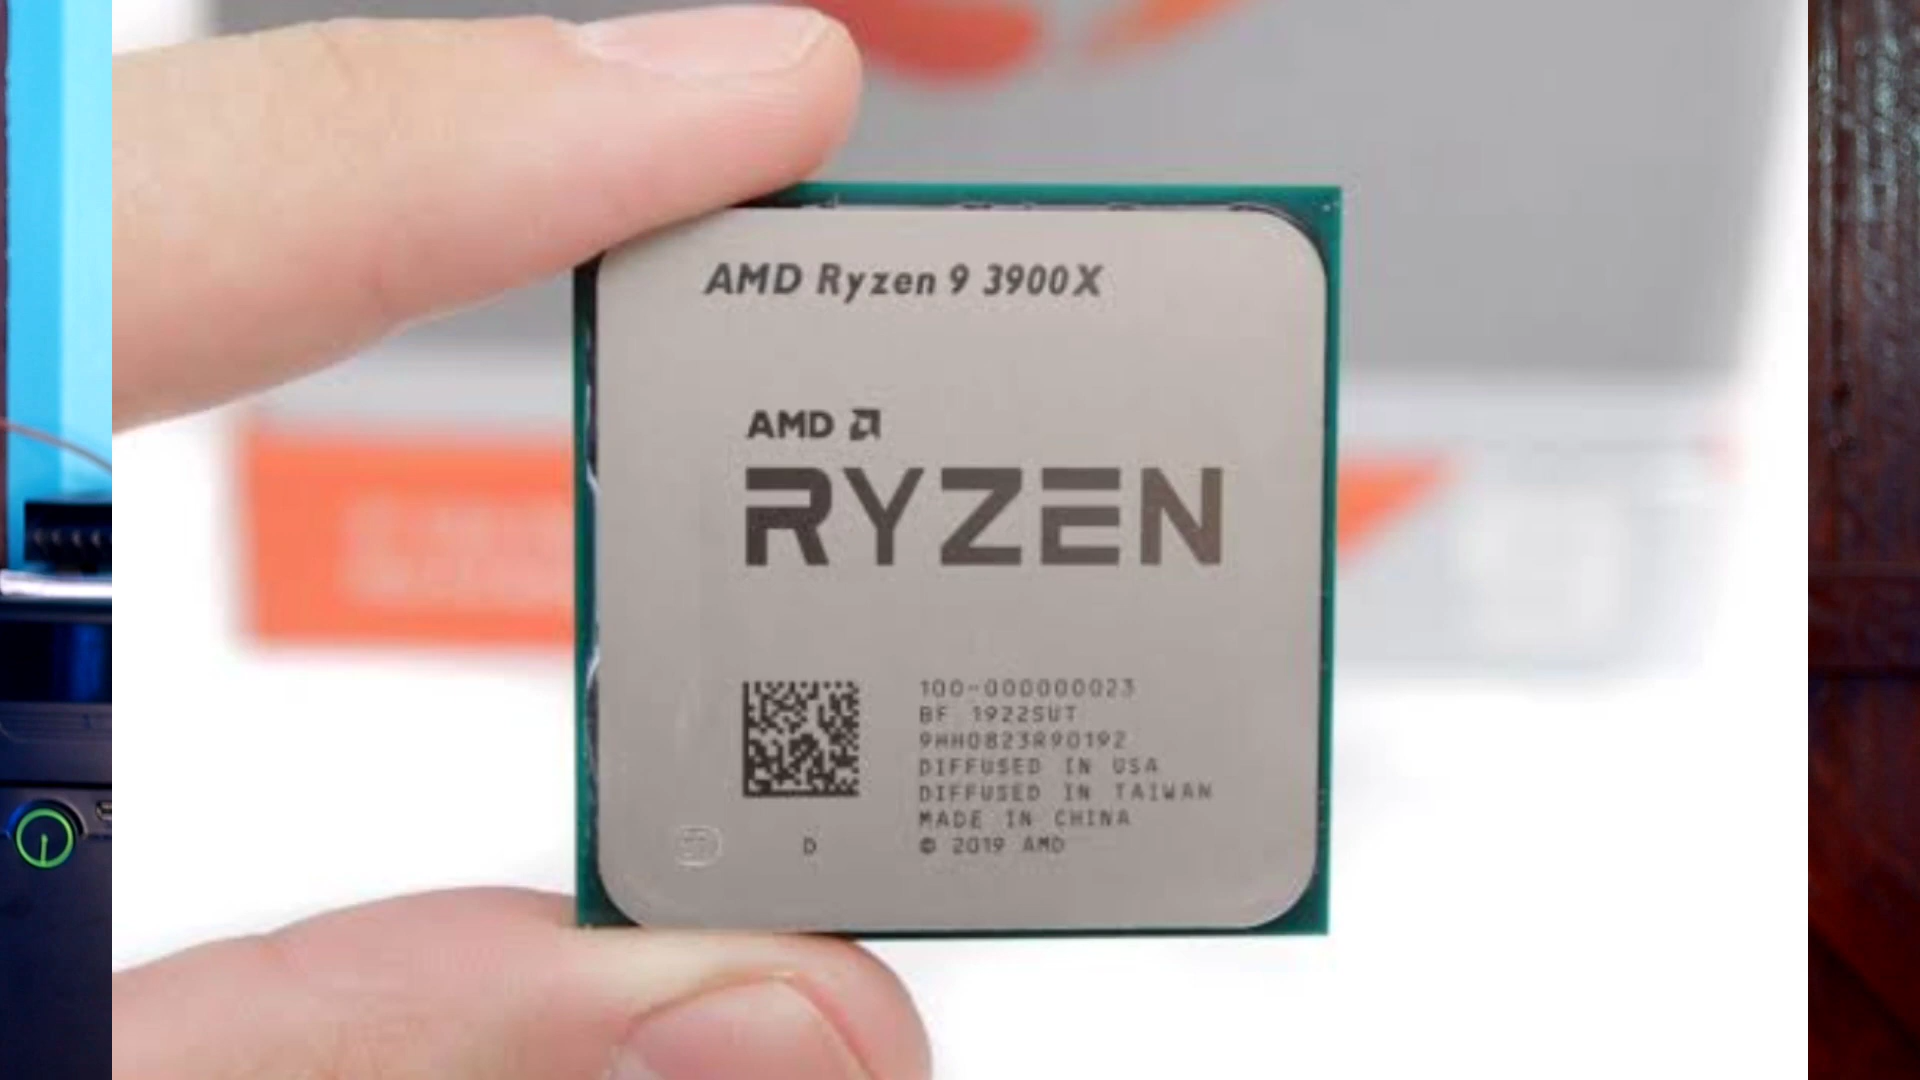 AMD Ryzen 9 3900X
AMD
RYZEN
100-000000023
BF 1922SUT
9HH0823R90192
DIFFUSED IN USA
DIFFUSED IN TAIWAN
MADE IN CHINA
© 2019 AMD
D